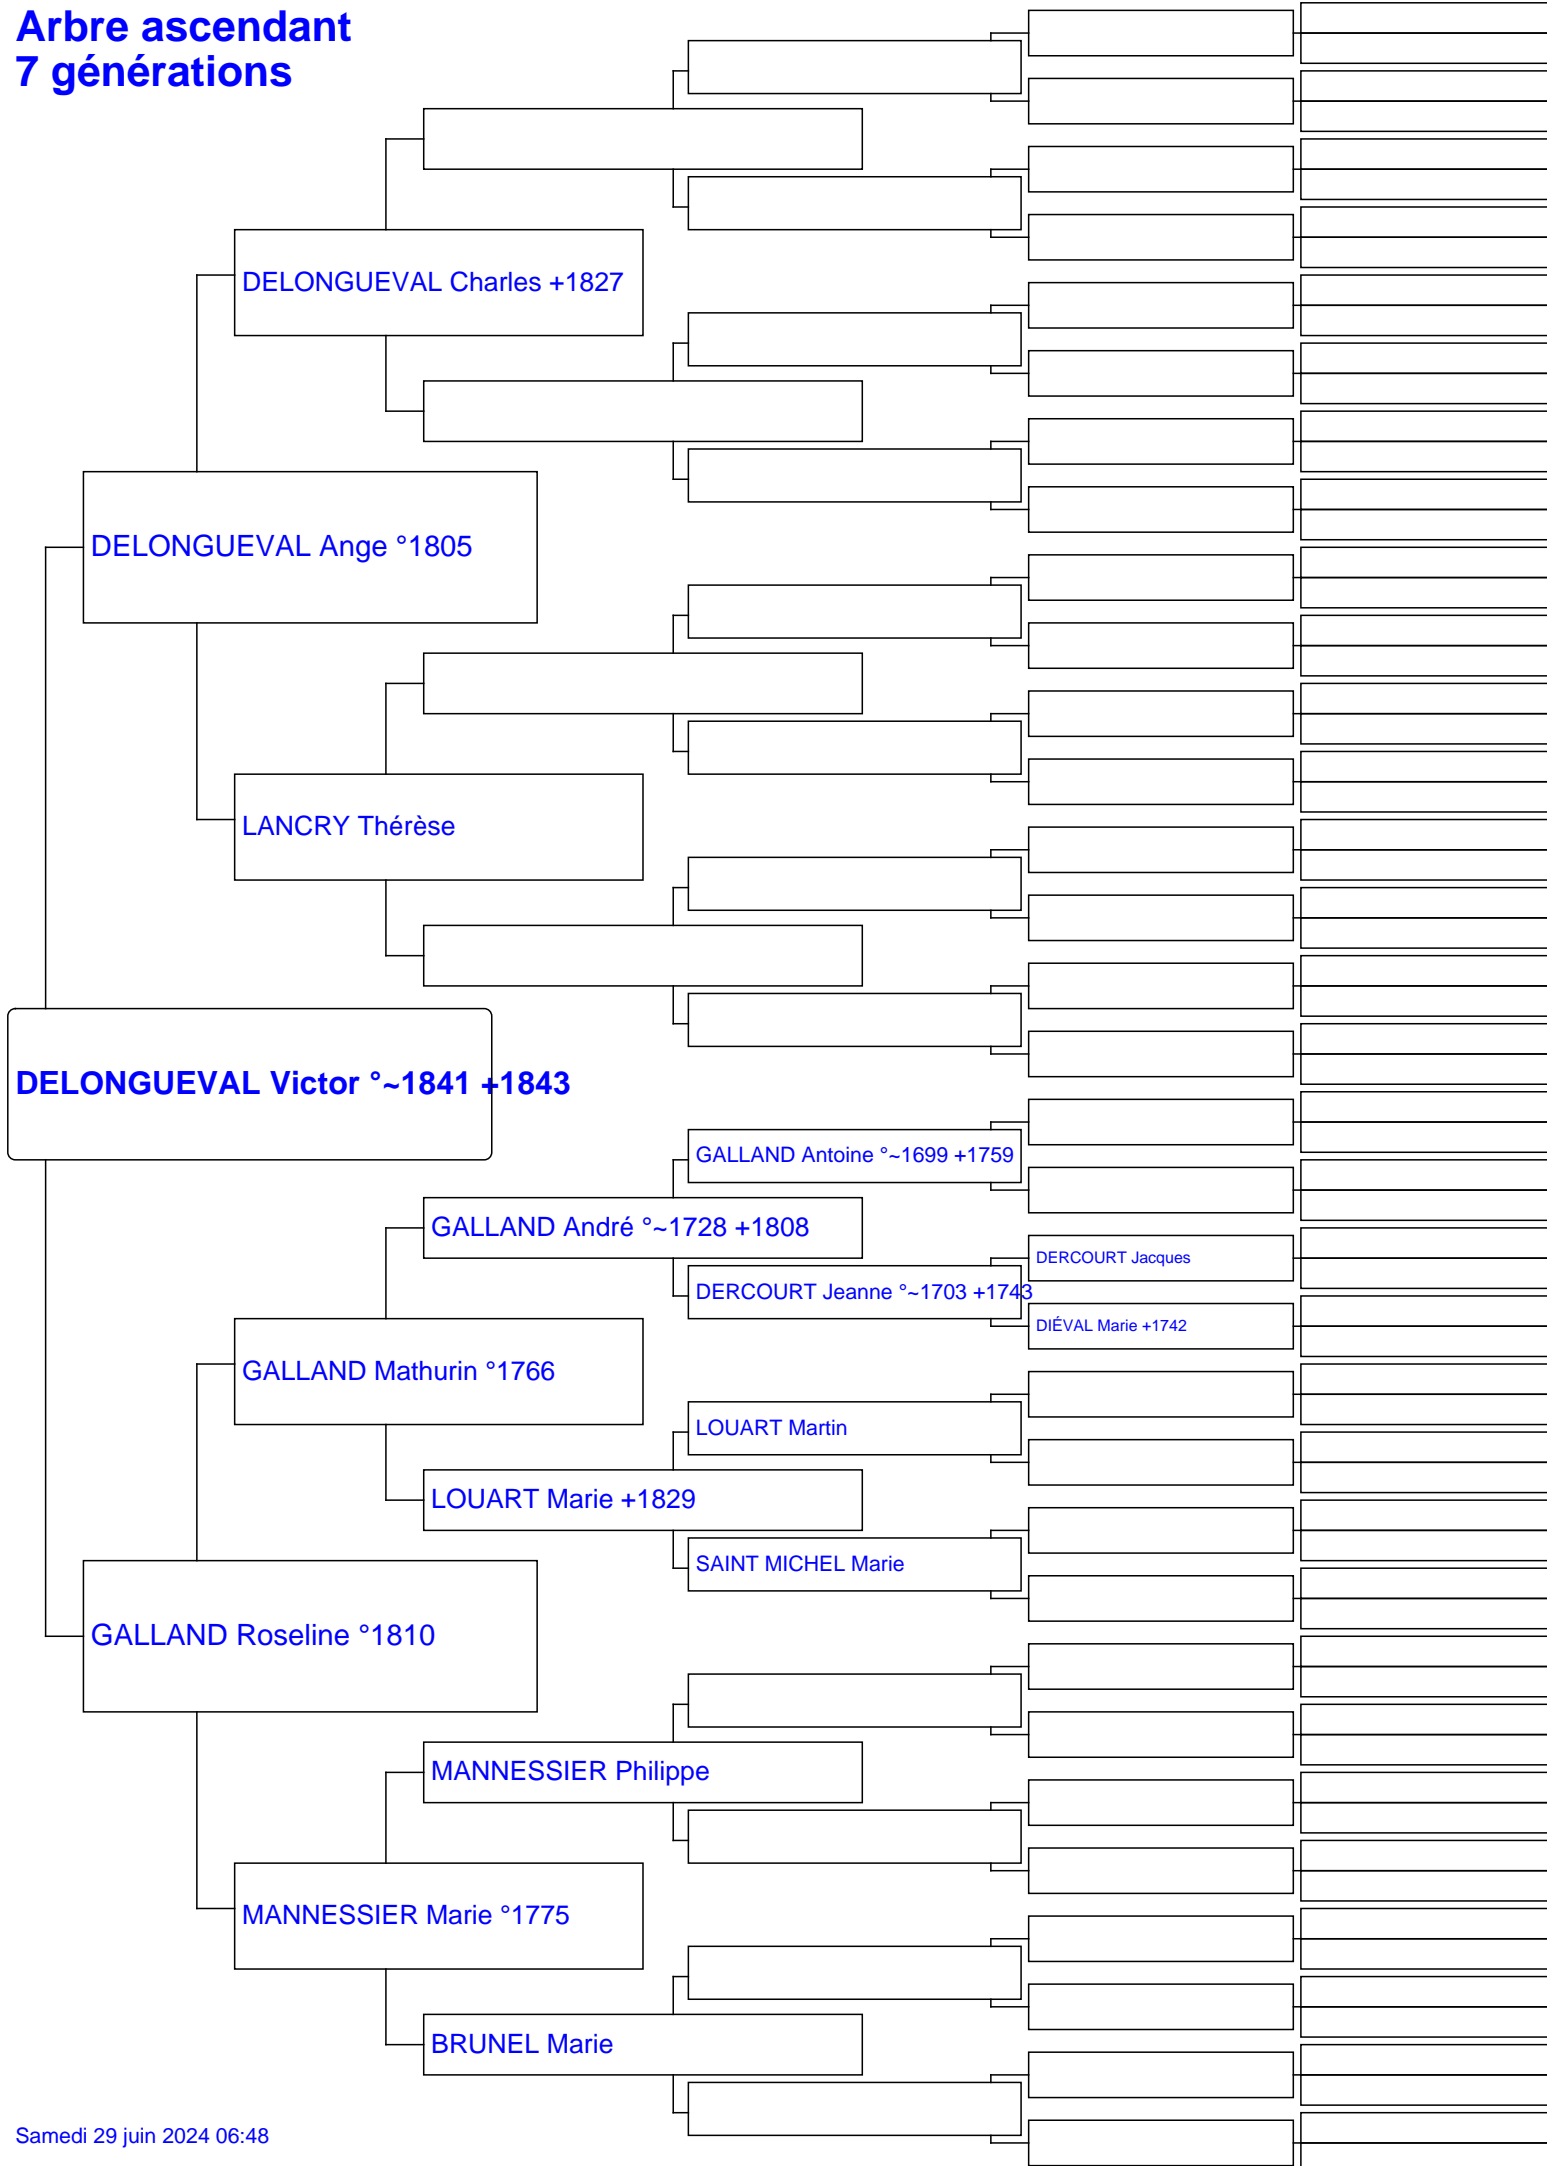 Arbre ascendant
7 générations
DELONGUEVAL Charles +1827
DELONGUEVAL Ange °1805
LANCRY Thérèse
DELONGUEVAL Victor °~1841 +1843
GALLAND Antoine °~1699 +1759
GALLAND André °~1728 +1808
DERCOURT Jacques
DERCOURT Jeanne °~1703 +1743
DIÉVAL Marie +1742
GALLAND Mathurin °1766
LOUART Martin
LOUART Marie +1829
SAINT MICHEL Marie
GALLAND Roseline °1810
MANNESSIER Philippe
MANNESSIER Marie °1775
BRUNEL Marie
Samedi 29 juin 2024 06:48